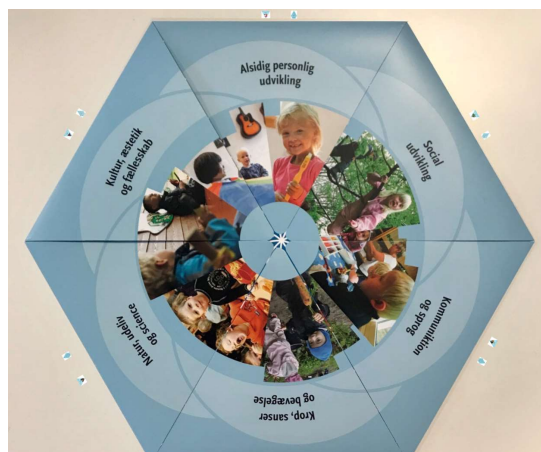 Alsidig personlig
udvikling
Social
udvikling
Kommunikation
og sprog
Krop, sanser
og bevægelse
Natur, udeliv
og science
Kultur, æstetik
og fællesskab